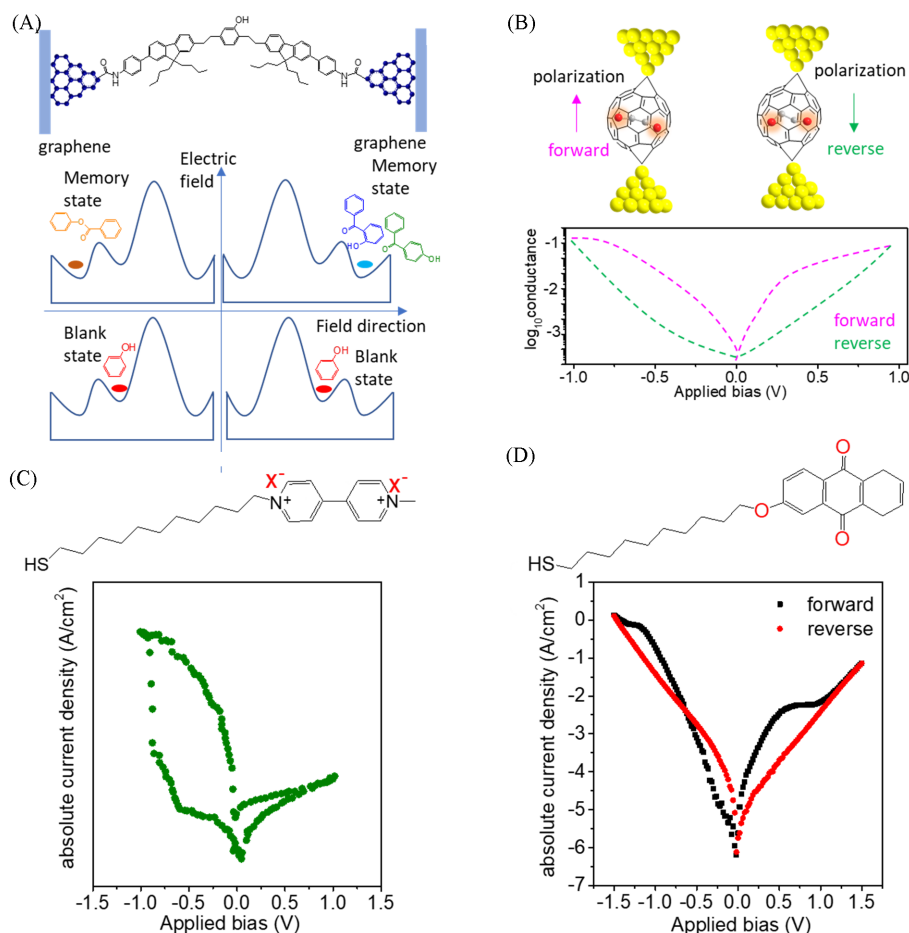 (A)
OH
O
N
H
O
N
H
graphene
graphene
Electric
field
Memory
state
Memory
state
O
O
O
HO
O
OH
Blank
state
OH
Field direction
OH
Blank
state
(B)
polarization
forward
polarization
reverse
log10conductance
-1
-2
-3
forward
reverse
-1.0
-0.5
0.0
0.5
1.0
Applied bias (V)
(C)
X-
X-
N
+
N
+
HS
absolute current density (A/cm2)
-1.5
-1.0
-0.5
0.0
0.5
1.0
1.5
Applied bias (V)
(D)
O
O
O
HS
absolute current density (A/cm2)
1
0
-1
-2
-3
-4
-5
-6
-7
forward
reverse
-1.5
-1.0
-0.5
0.0
0.5
1.0
1.5
Applied bias (V)